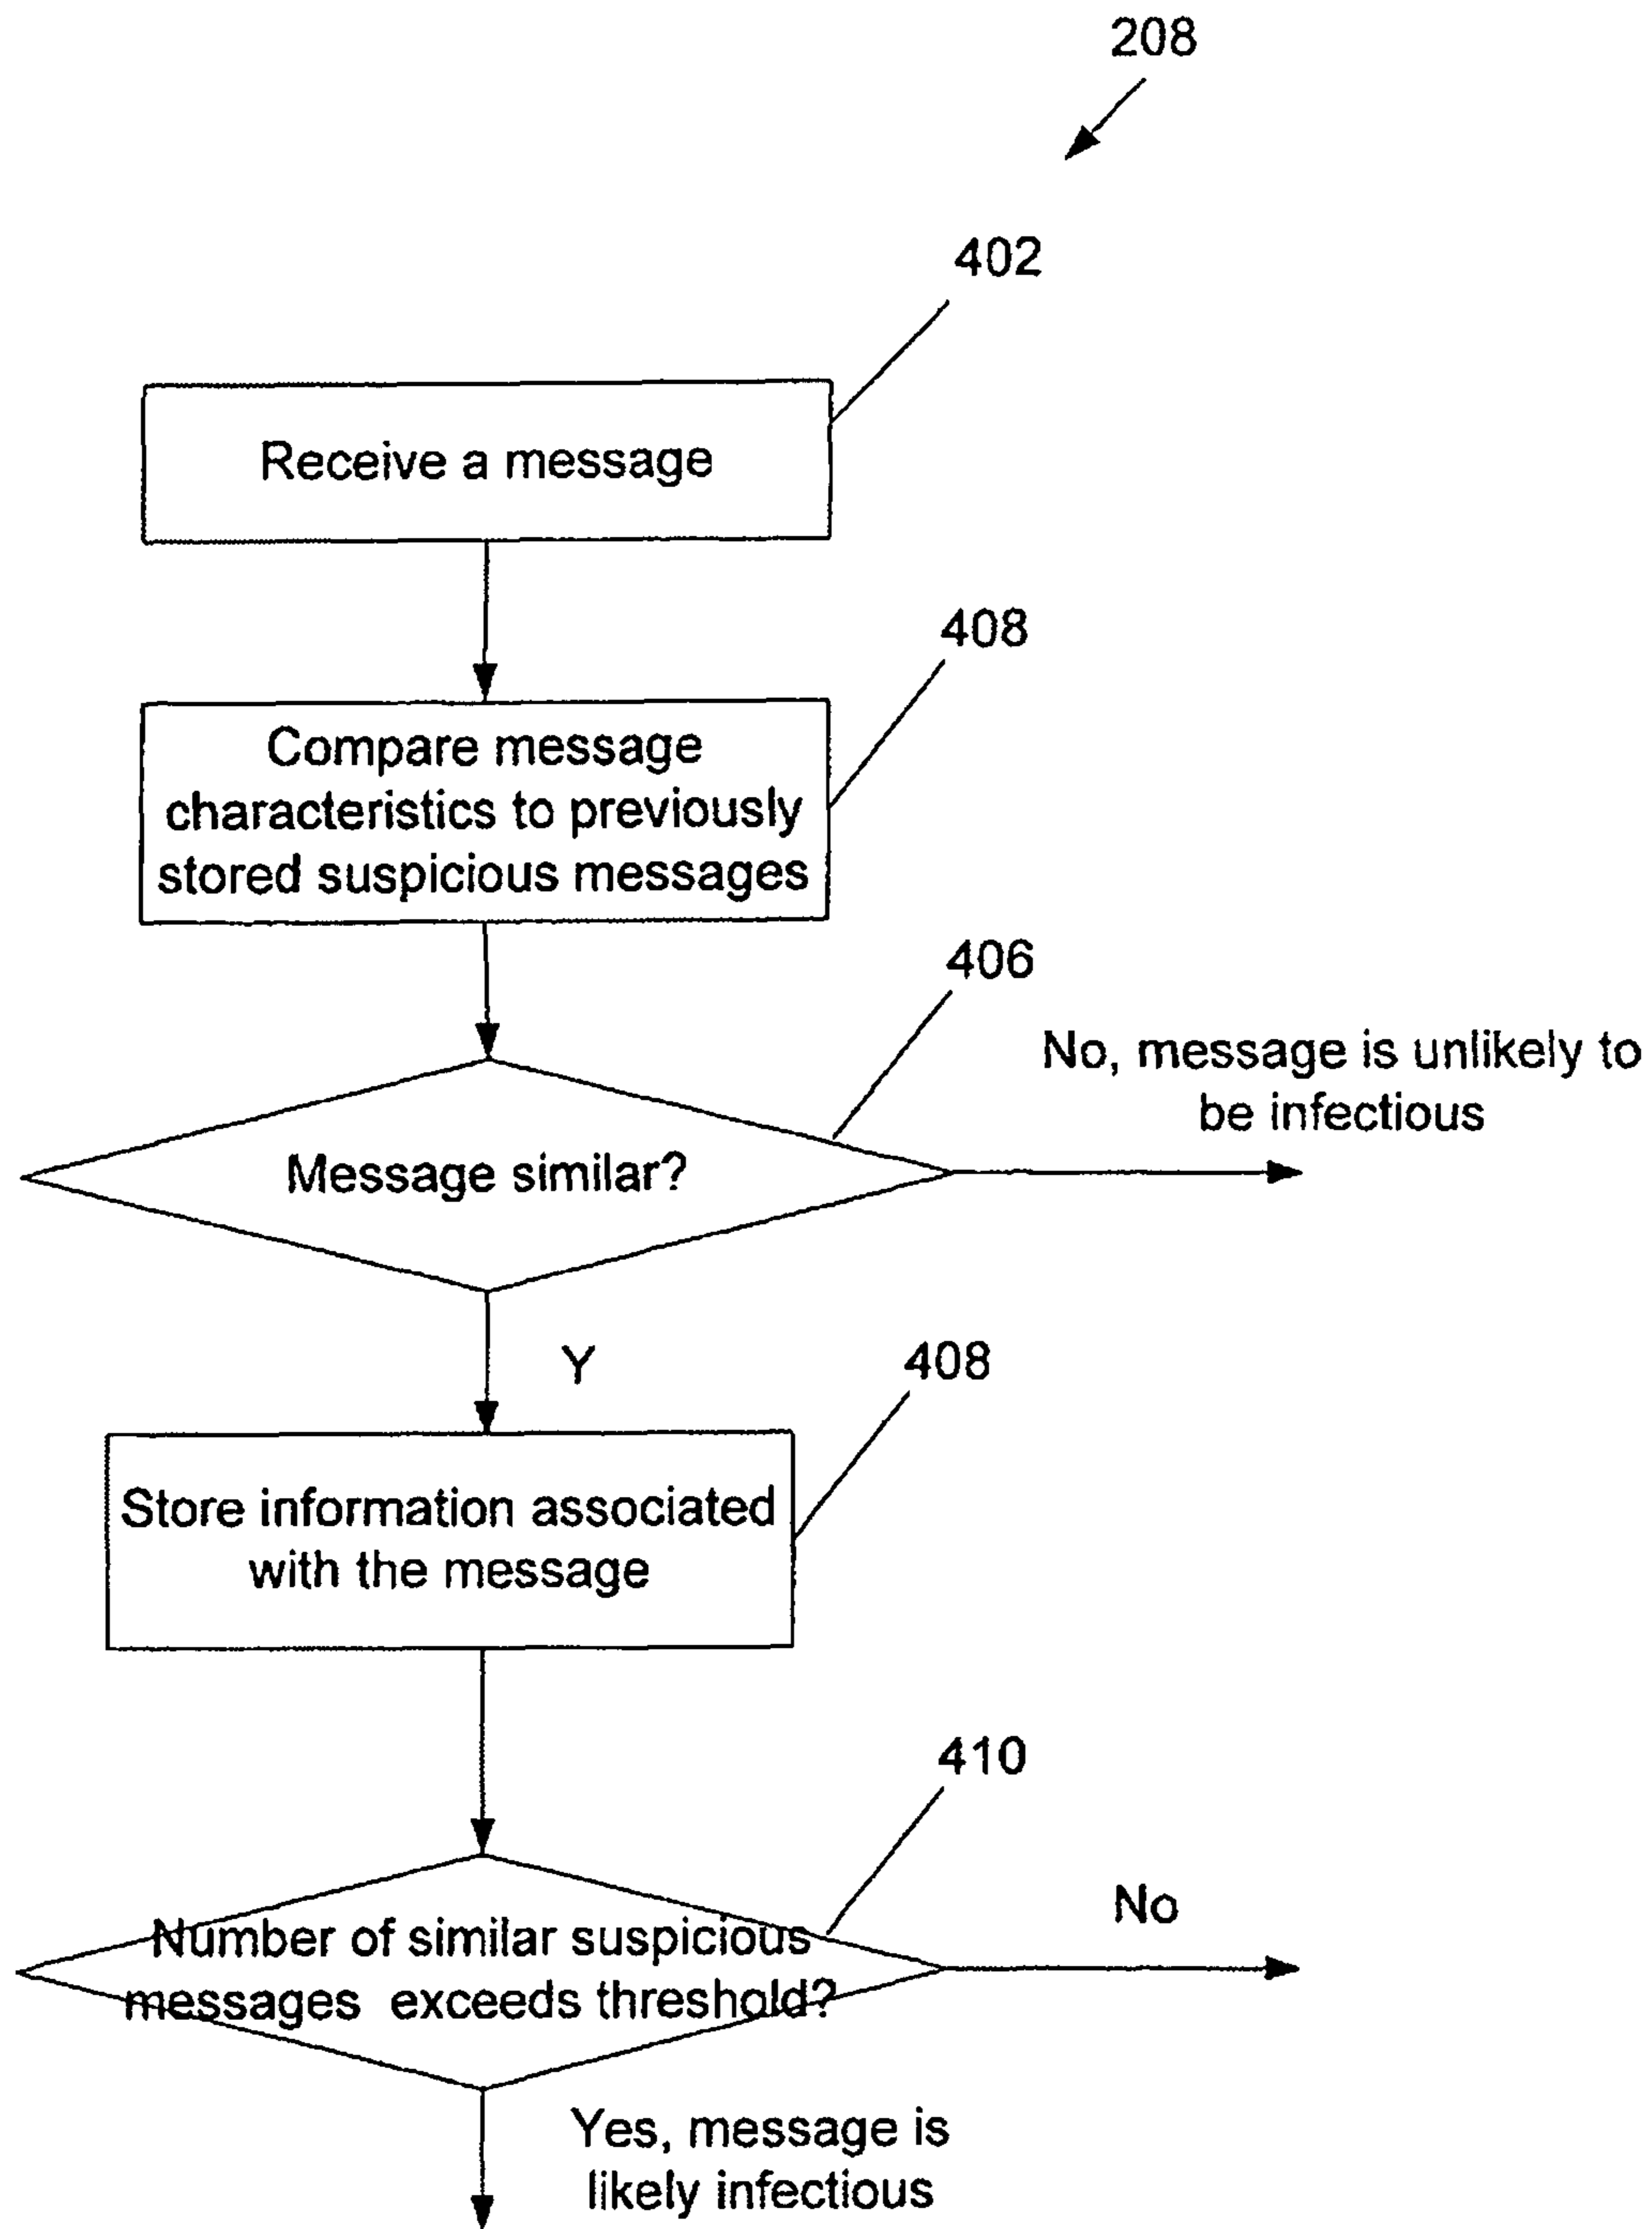 208
402
Receive a message
408
Compare message
characteristics to previously
stored suspicious messages
406
No, message is unlikely to
be infectious
Message similar?
Y
408
Store information associated
with the message
410
No
Number of similar suspicious
messages exceeds threshold?
Yes, message is
likely infectious